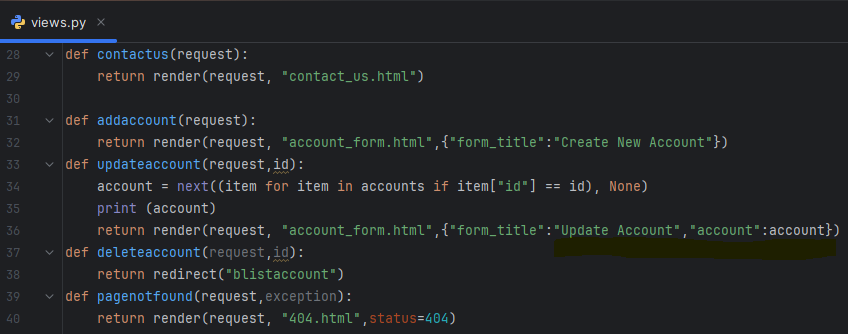 views.py ×
28 def contactus(request):
29     return render(request, "contact_us.html")
30
31 def addaccount(request):
32     return render(request, "account_form.html",{"form_title":"Create New Account"})
33 def updateaccount(request,id):
34     account = next((item for item in accounts if item["id"] == id), None)
35     print (account)
36     return render(request, "account_form.html",{"form_title":"Update Account","account":account})
37 def deleteaccount(request,id):
38     return redirect("blistaccount")
39 def pagenotfound(request,exception):
40     return render(request, "404.html",status=404)